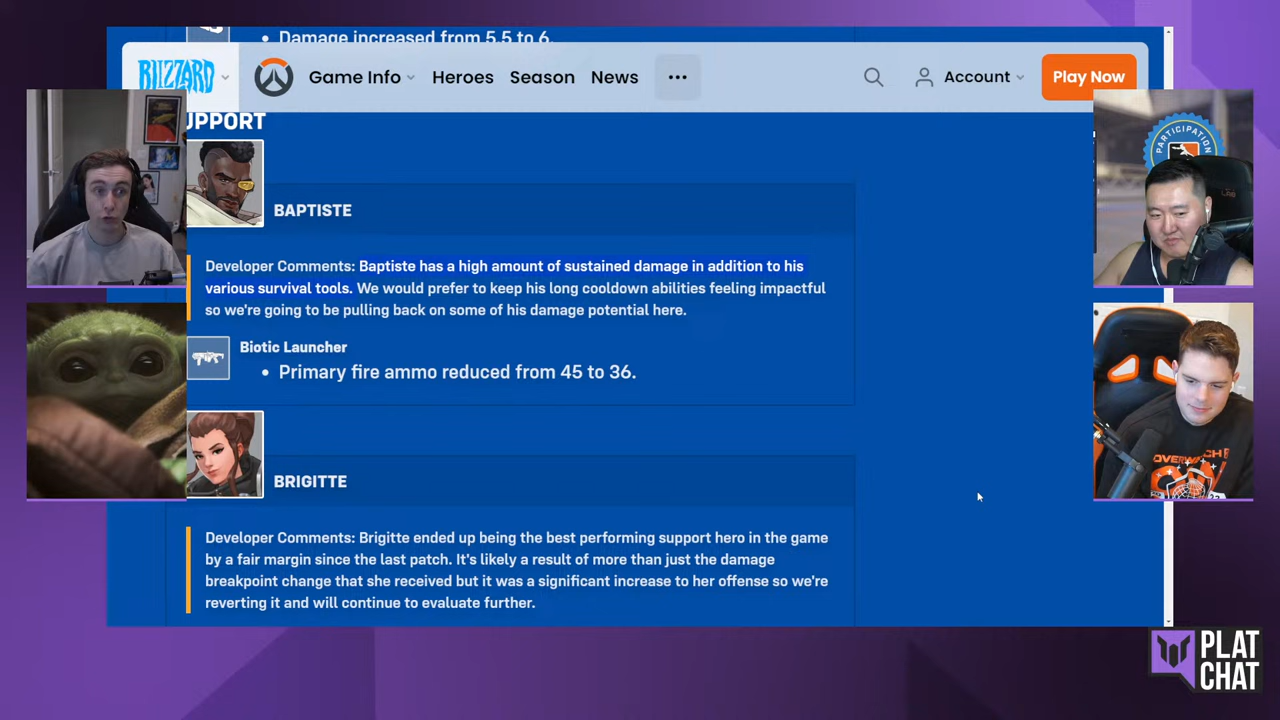 Damage increased from 5.5 to 6.
BLIZZARD
Game Info
Heroes
Season
News
Account
Play Now
UPPORT
PARTICIPATION
BAPTISTE
Developer Comments: Baptiste has a high amount of sustained damage in addition to his
various survival tools. We would prefer to keep his long cooldown abilities feeling impactful
so we're going to be pulling back on some of his damage potential here.
Biotic Launcher
• Primary fire ammo reduced from 45 to 36.
BRIGITTE
Developer Comments: Brigitte ended up being the best performing support hero in the game
by a fair margin since the last patch. It's likely a result of more than just the damage
breakpoint change that she received but it was a significant increase to her offense so we're
reverting it and will continue to evaluate further.
OVERWATCH
PLAT
CHAT